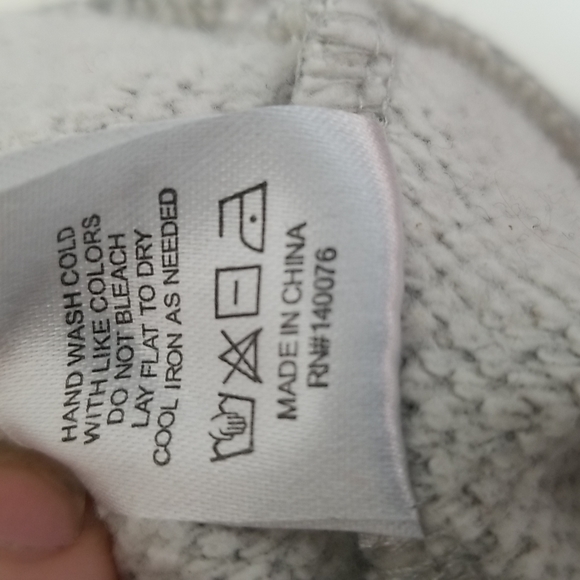 HAND WASH COLD
WITH LIKE COLORS
DO NOT BLEACH
LAY FLAT TO DRY
COOL IRON AS NEEDED
MADE IN CHINA
RN#140076